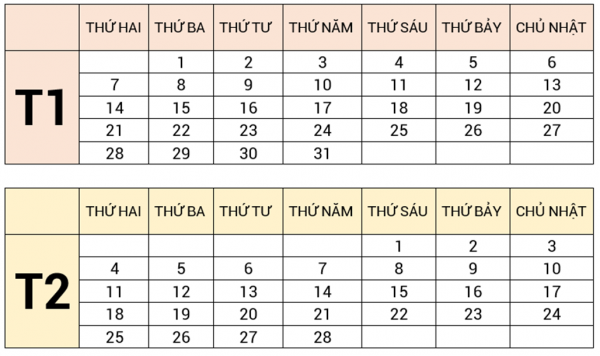 THỨ HAI THỨ BA THỨ TƯ THỨ NĂM THỨ SÁU THỨ BẢY CHỦ NHẬT
T1
1 2 3 4 5 6
7 8 9 10 11 12 13
14 15 16 17 18 19 20
21 22 23 24 25 26 27
28 29 30 31
THỨ HAI THỨ BA THỨ TƯ THỨ NĂM THỨ SÁU THỨ BẢY CHỦ NHẬT
T2
1 2 3
4 5 6 7 8 9 10
11 12 13 14 15 16 17
18 19 20 21 22 23 24
25 26 27 28